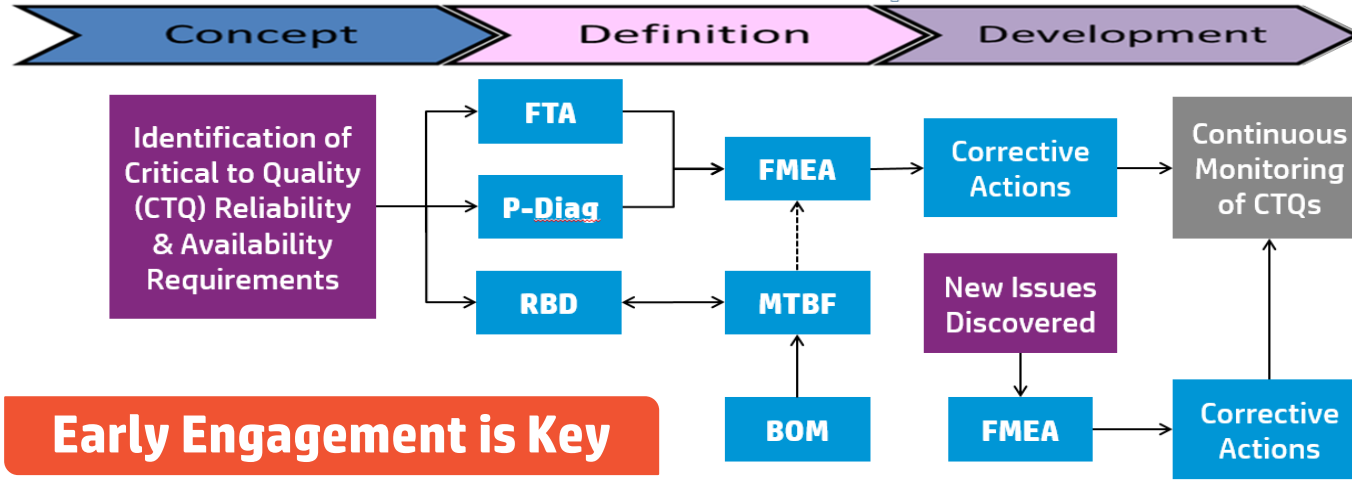 Concept
Definition
Development
Identification of
Critical to Quality
(CTQ) Reliability
& Availability
Requirements
FTA
P-Diag
RBD
FMEA
MTBF
BOM
Corrective
Actions
Continuous
Monitoring
of CTQs
New Issues
Discovered
FMEA
Corrective
Actions
Early Engagement is Key